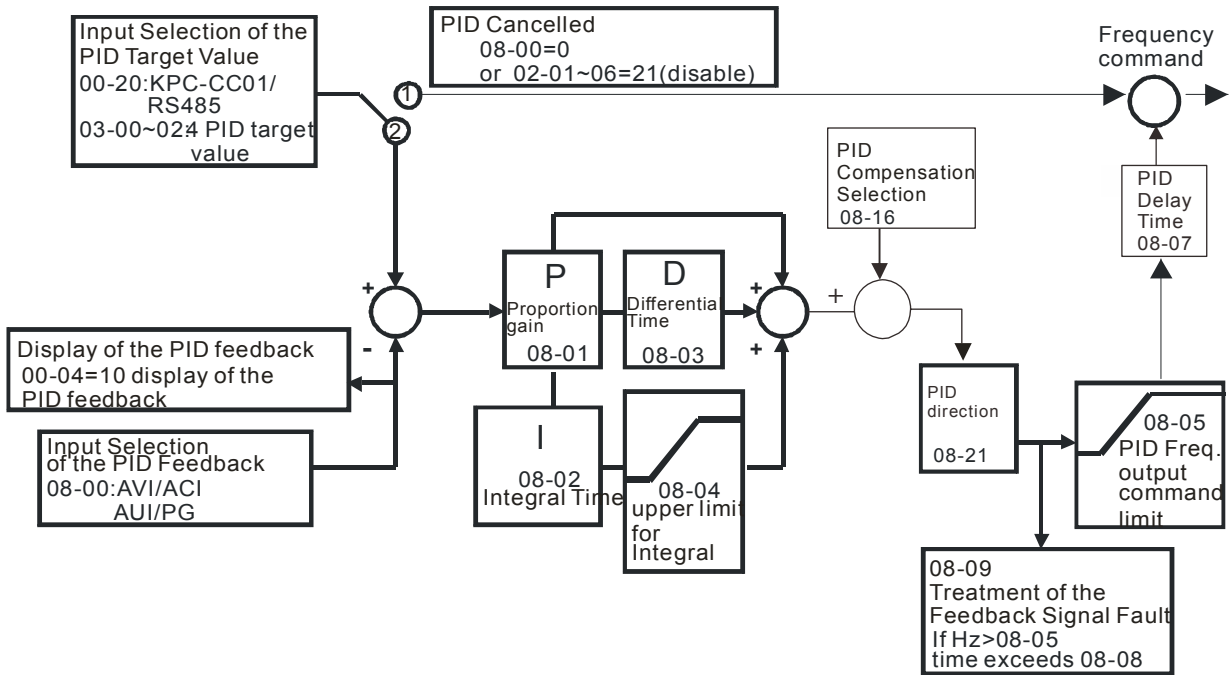 Input Selection of the
PID Target Value
00-20:KPC-CC01/
RS485
03-00~02:4 PID target
value
PID Cancelled
08-00=0
or 02-01~06=21(disable)
1
2
Frequency
command
PID
Compensation
Selection
08-16
PID
Delay
Time
08-07
+
-
P
Proportion
gain
08-01
D
Differential
Time
08-03
+
+
+
Display of the PID feedback
00-04=10 display of the
PID feedback
Input Selection
of the PID Feedback
08-00:AVI/ACI
AUI/PG
I
08-02
Integral Time
08-04
upper limit
for
Integral
PID
direction
08-21
08-05
PID Freq.
output
command
limit
08-09
Treatment of the
Feedback Signal Fault
If Hz>08-05
time exceeds 08-08